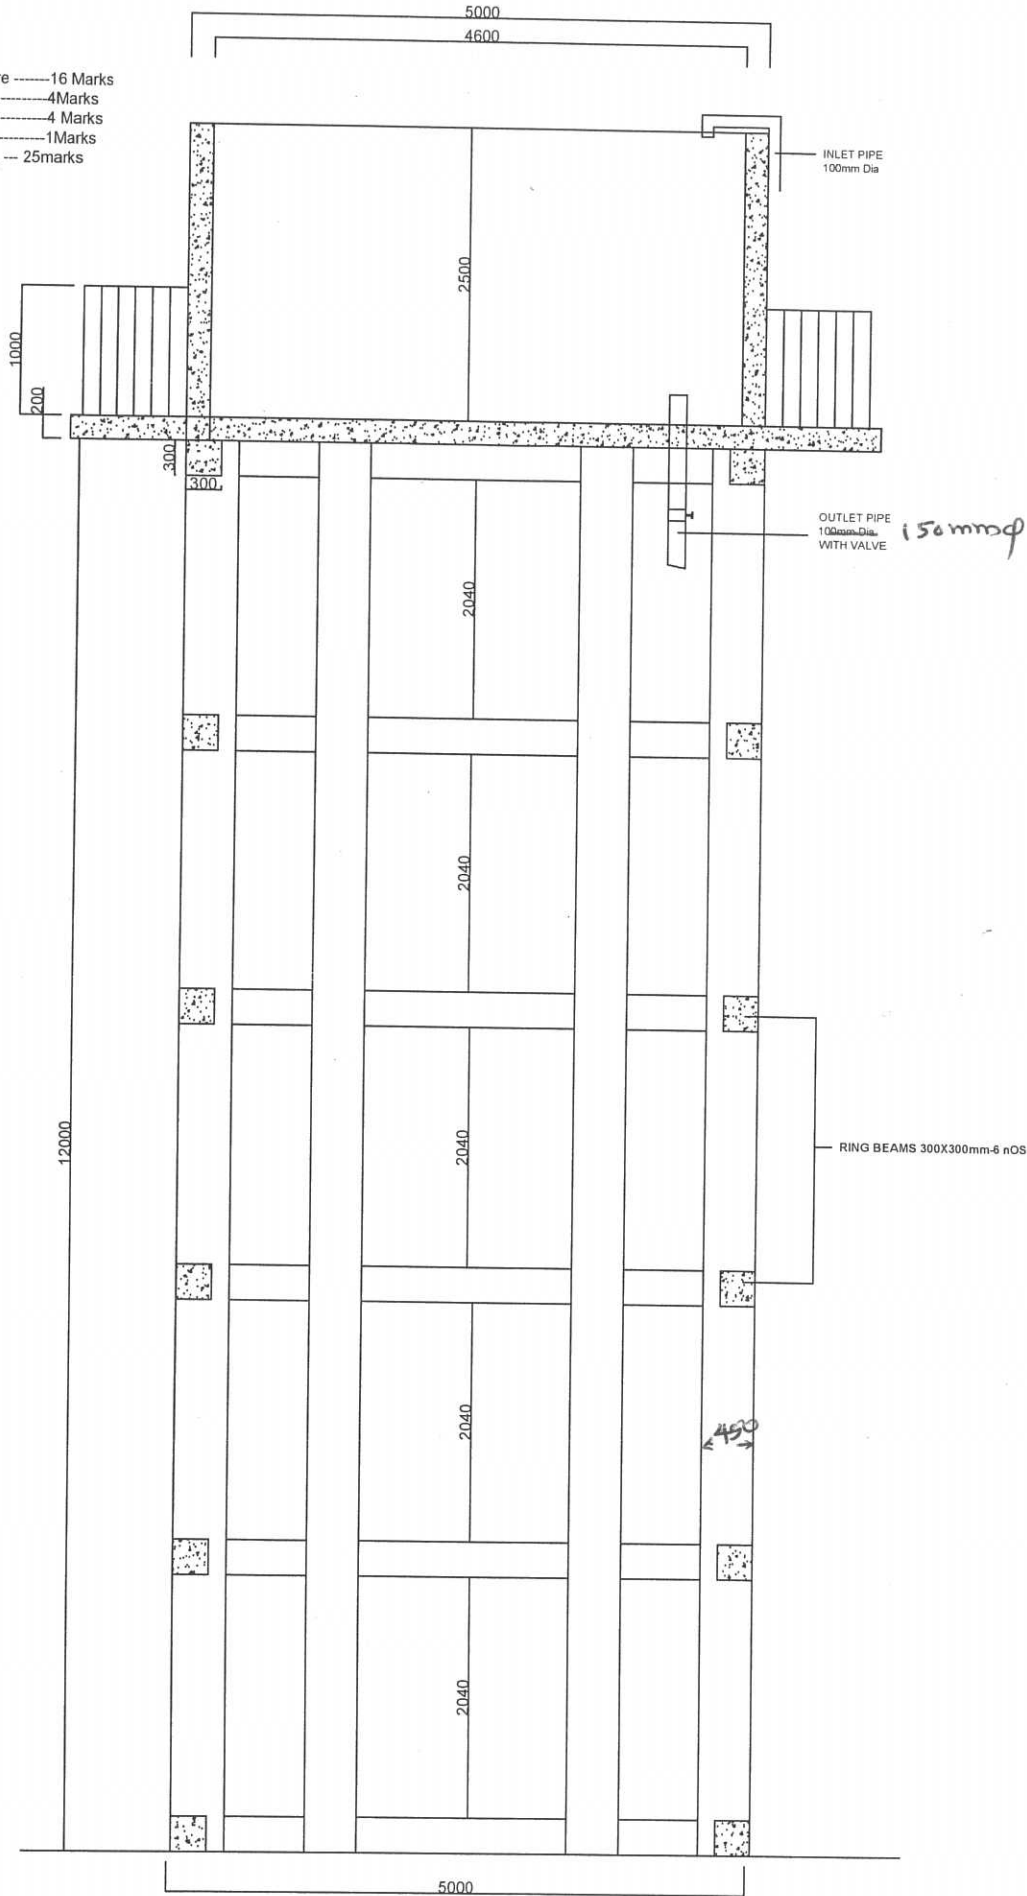 5000
4600
e -------16 Marks
----------4Marks
----------4 Marks
----------1Marks
--- 25marks
INLET PIPE
100mm Dia
2500
1000
200
300
300
OUTLET PIPE
100mm Dia
WITH VALVE
150mmφ
2040
2040
2040
12000
RING BEAMS 300X300mm-6 nOS
2040
450
2040
5000